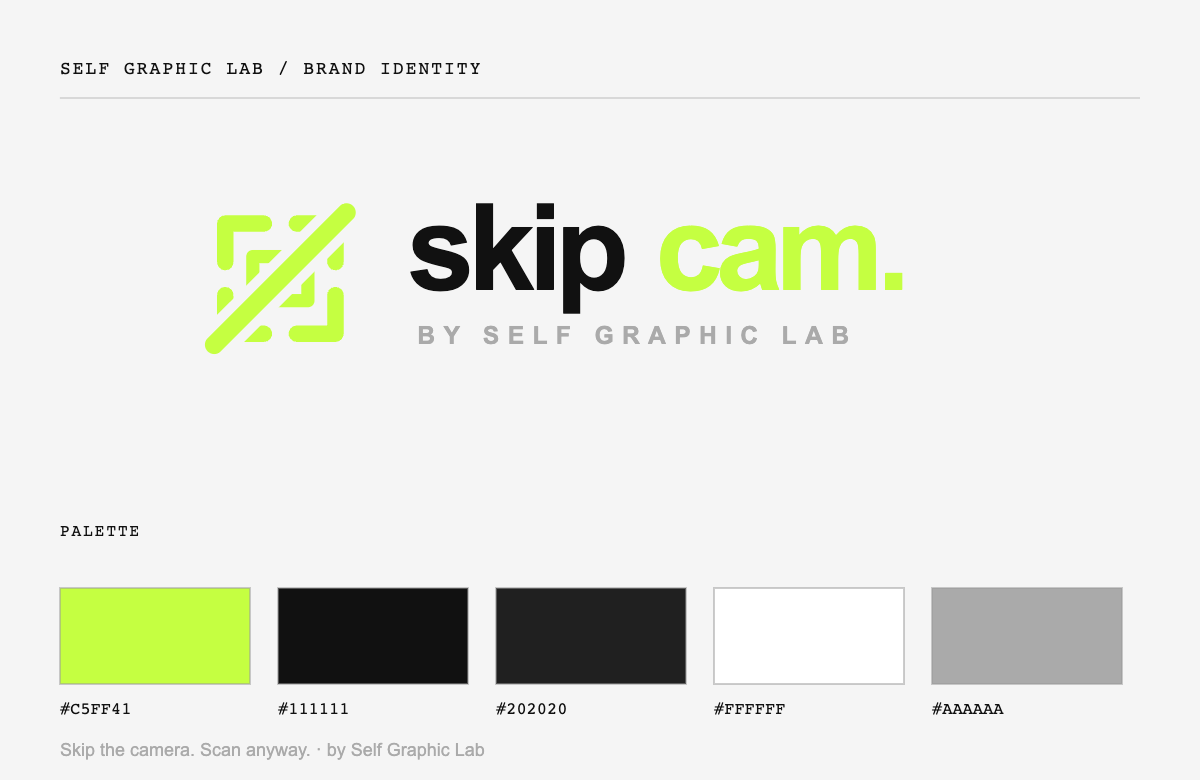 SELF GRAPHIC LAB / BRAND IDENTITY
skip cam.
BY SELF GRAPHIC LAB
PALETTE
#C5FF41 #111111 #202020 #FFFFFF #AAAAAA
Skip the camera. Scan anyway. · by Self Graphic Lab